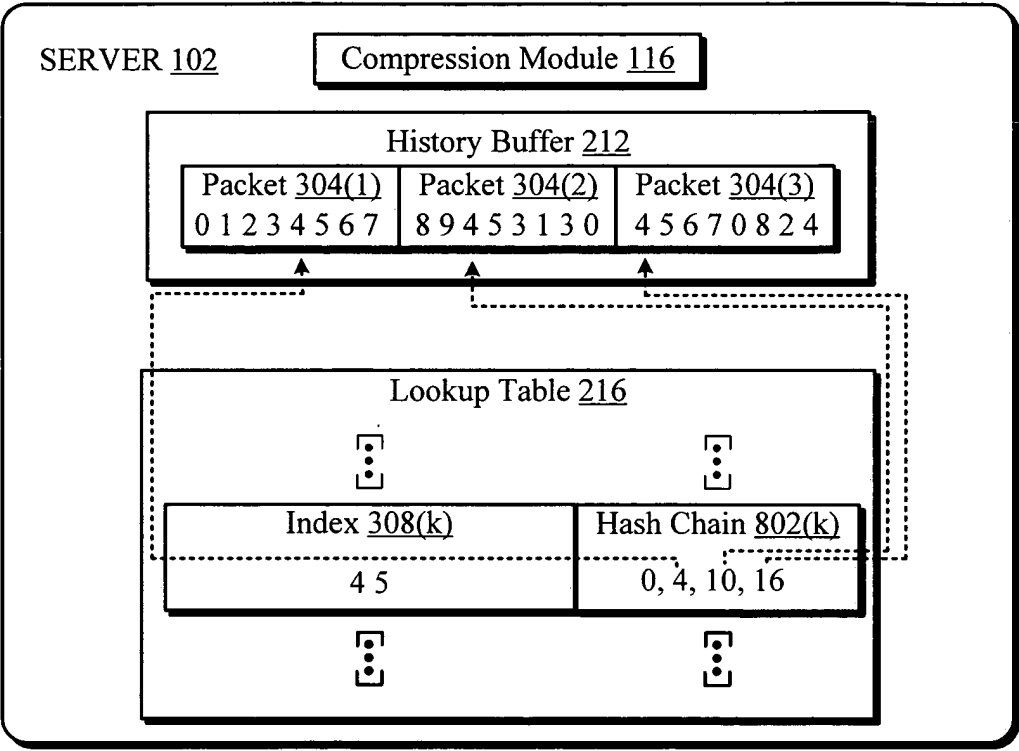 SERVER 102
Compression Module 116
History Buffer 212
Packet 304(1) Packet 304(2) Packet 304(3)
0 1 2 3 4 5 6 7 8 9 4 5 3 1 3 0 4 5 6 7 0 8 2 4
Lookup Table 216
Index 308(k) Hash Chain 802(k)
4 5 0, 4, 10, 16